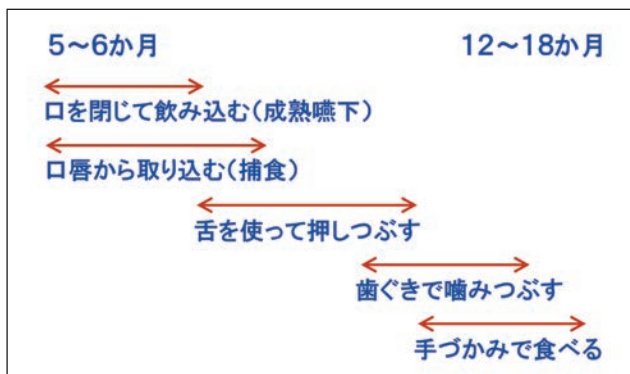 5～6か月
12～18か月
口を閉じて飲み込む(成熟嚥下)
口唇から取り込む(捕食)
舌を使って押しつぶす
歯ぐきで噛みつぶす
手づかみで食べる